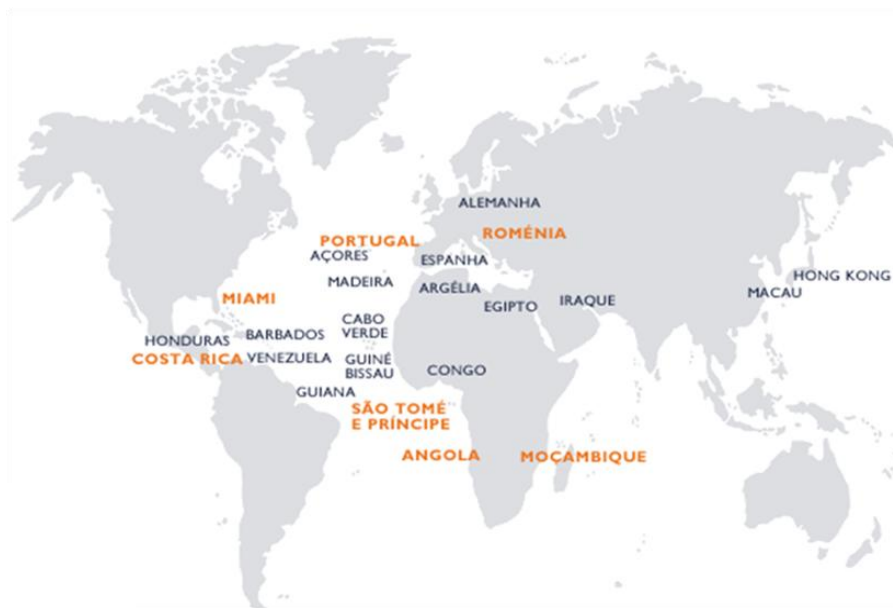 ALEMANHA
PORTUGAL
ROMÉNIA
AÇORES
ESPANHA
MADEIRA
ARGÉLIA
HONG KONG
MACAU
MIAMI
EGIPTO
IRAQUE
CABO
VERDE
HONDURAS
BARBADOS
COSTA RICA
VENEZUELA
GUINÉ
BISSAU
CONGO
GUIANA
SÃO TOMÉ
E PRÍNCIPE
ANGOLA
MOÇAMBIQUE